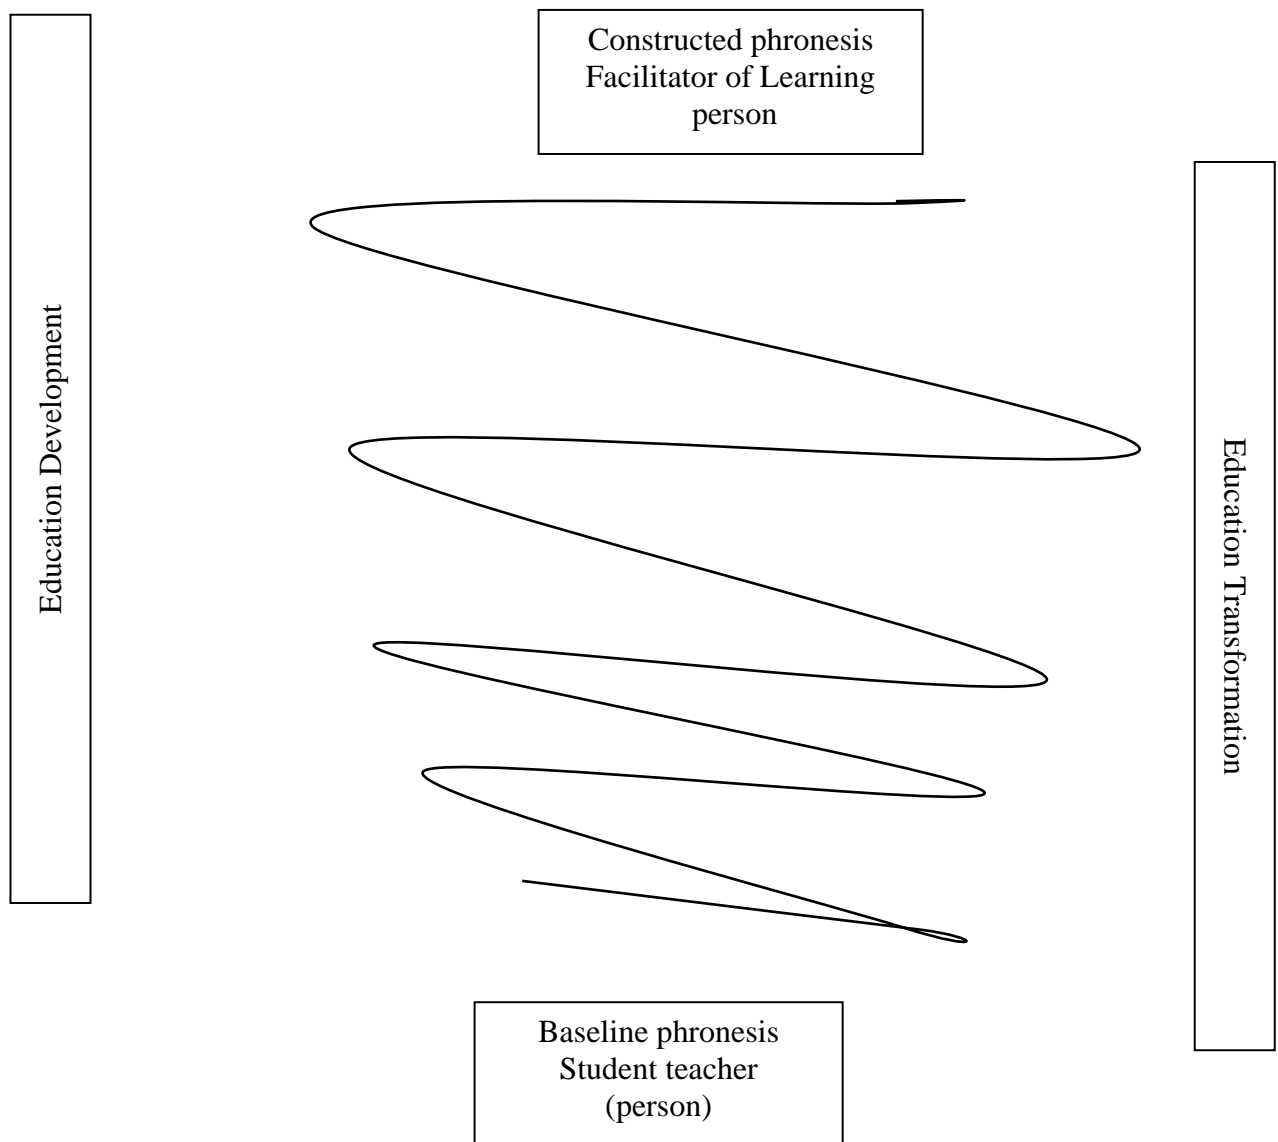 Constructed phronesis
Facilitator of Learning
person
Education Development
Education Transformation
Baseline phronesis
Student teacher
(person)